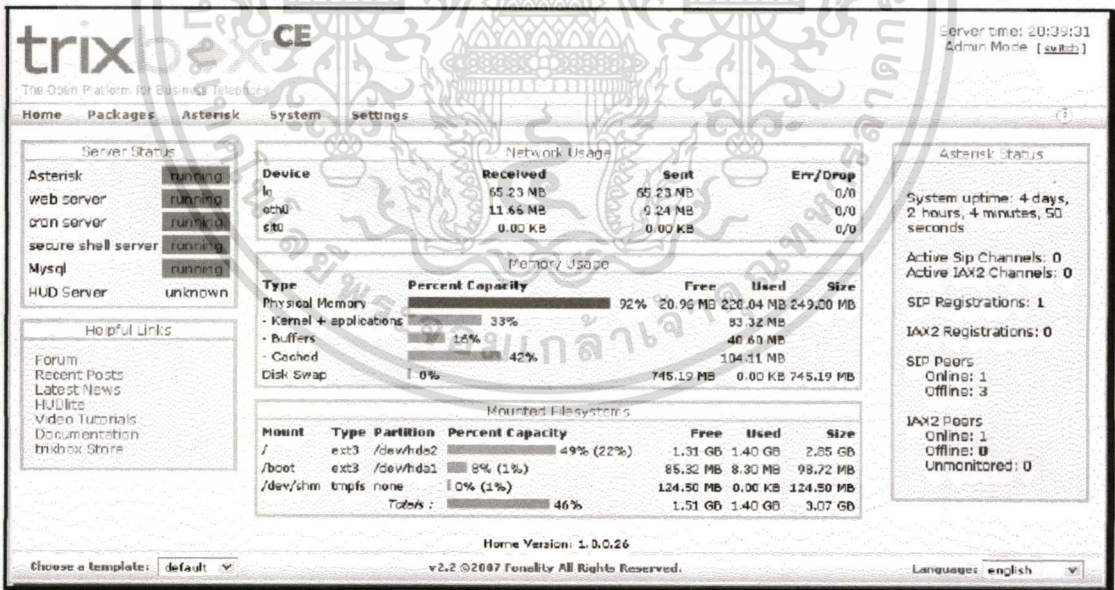 trixbox CE
The Open Platform for Business Telephony
Server time: 20:39:31
Admin Mode [ switch ]
Home Packages Asterisk System Settings
Server Status
Asterisk running
web server running
cron server running
secure shell server running
Mysql running
HUD Server unknown
Helpful Links
Forum
Recent Posts
Latest News
HUDlite
Video Tutorials
Documentation
trixbox Store
Network Usage
Device Received Sent Err/Drop
lo 65.23 MB 65.23 MB 0/0
eth0 11.66 MB 9.24 MB 0/0
sit0 0.00 KB 0.00 KB 0/0
Memory Usage
Type Percent Capacity Free Used Size
Physical Memory 92% 20.96 MB 228.04 MB 249.00 MB
- Kernel + applications 33% 83.32 MB
- Buffers 16% 40.60 MB
- Cached 42% 104.11 MB
Disk Swap 0% 745.19 MB 0.00 KB 745.19 MB
Mounted Filesystems
Mount Type Partition Percent Capacity Free Used Size
/ ext3 /dev/hda2 49% (22%) 1.31 GB 1.40 GB 2.85 GB
/boot ext3 /dev/hda1 8% (1%) 85.32 MB 8.30 MB 98.72 MB
/dev/shm tmpfs none 0% (1%) 124.50 MB 0.00 KB 124.50 MB
Totals : 46% 1.51 GB 1.40 GB 3.07 GB
Asterisk Status
System uptime: 4 days,
2 hours, 4 minutes, 50
seconds
Active Sip Channels: 0
Active IAX2 Channels: 0
SIP Registrations: 1
IAX2 Registrations: 0
SIP Peers
Online: 1
Offline: 3
IAX2 Peers
Online: 1
Offline: 0
Unmonitored: 0
Home Version: 1.0.0.26
Choose a template: default
v2.2 ©2007 Fonality All Rights Reserved.
Language: english